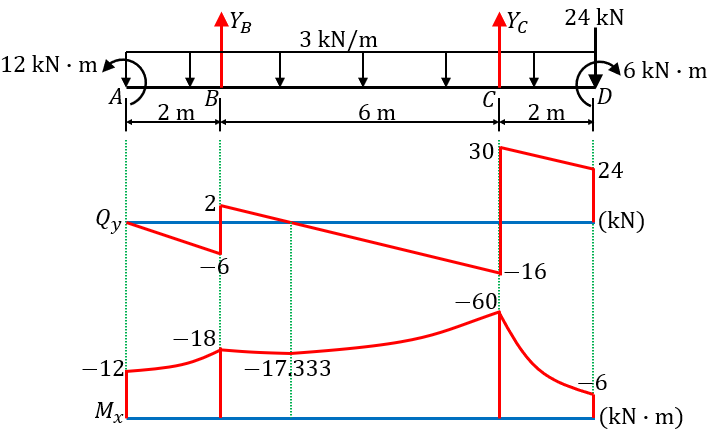 Y_B Y_C 24 kN
3 kN/m
12 kN · m 6 kN · m
A B C D
2 m 6 m 2 m
30
24
2
Q_y (kN)
−6 −16
−60
−18
−12 −17.333 −6
M_x (kN · m)